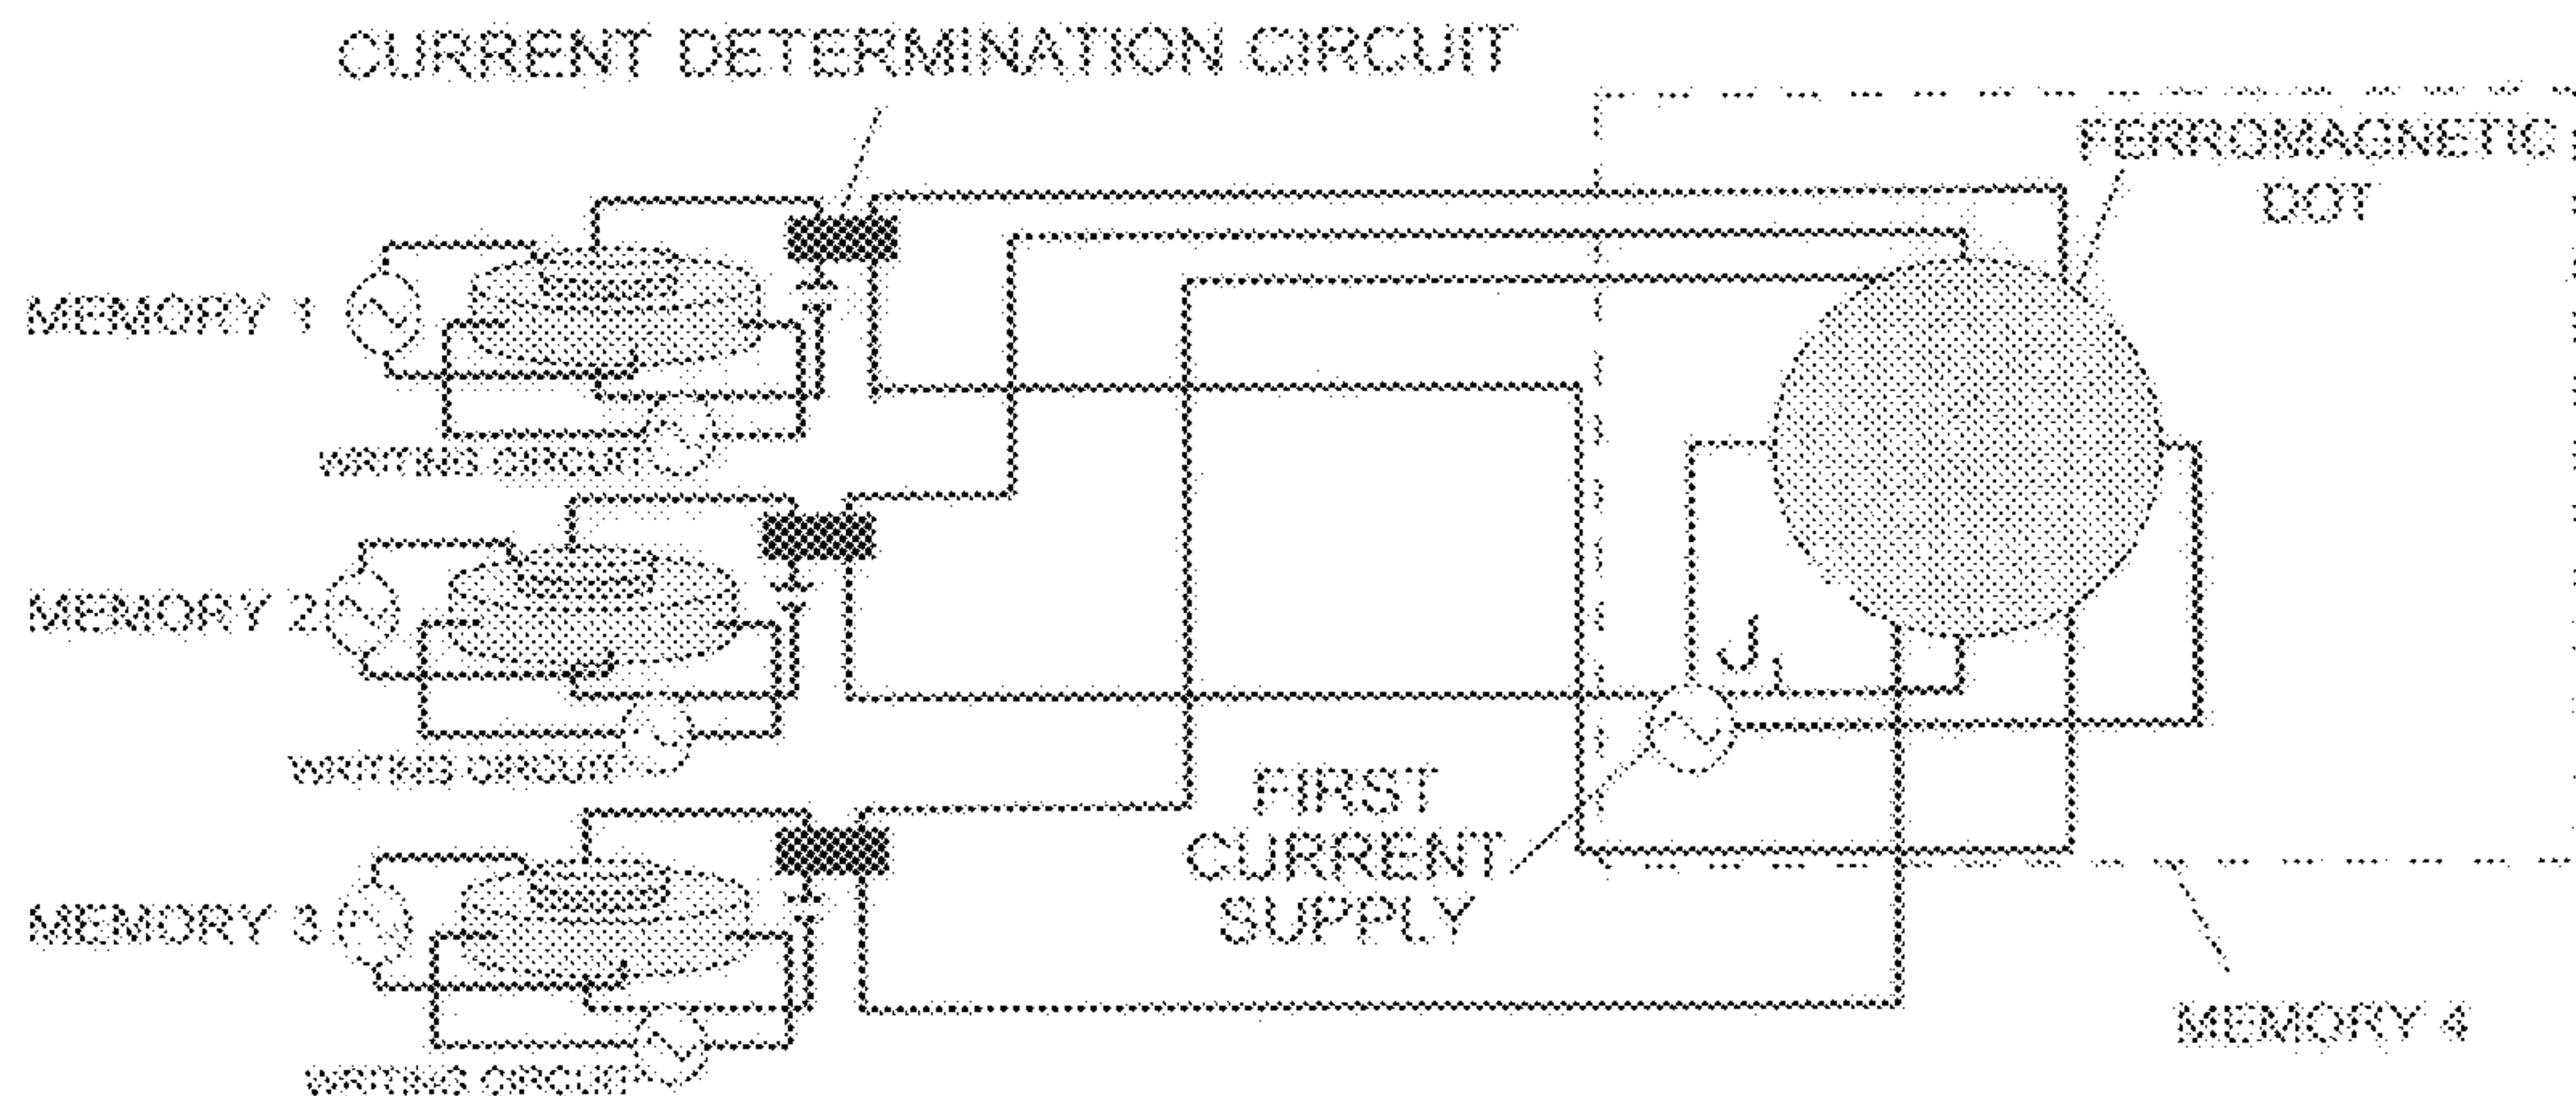 CURRENT DETERMINATION CIRCUIT
FERROMAGNETIC
DOT
MEMORY 1
WRITING CIRCUIT
MEMORY 2
J1
WRITING CIRCUIT
FIRST
CURRENT
SUPPLY
MEMORY 3
MEMORY 4
WRITING CIRCUIT